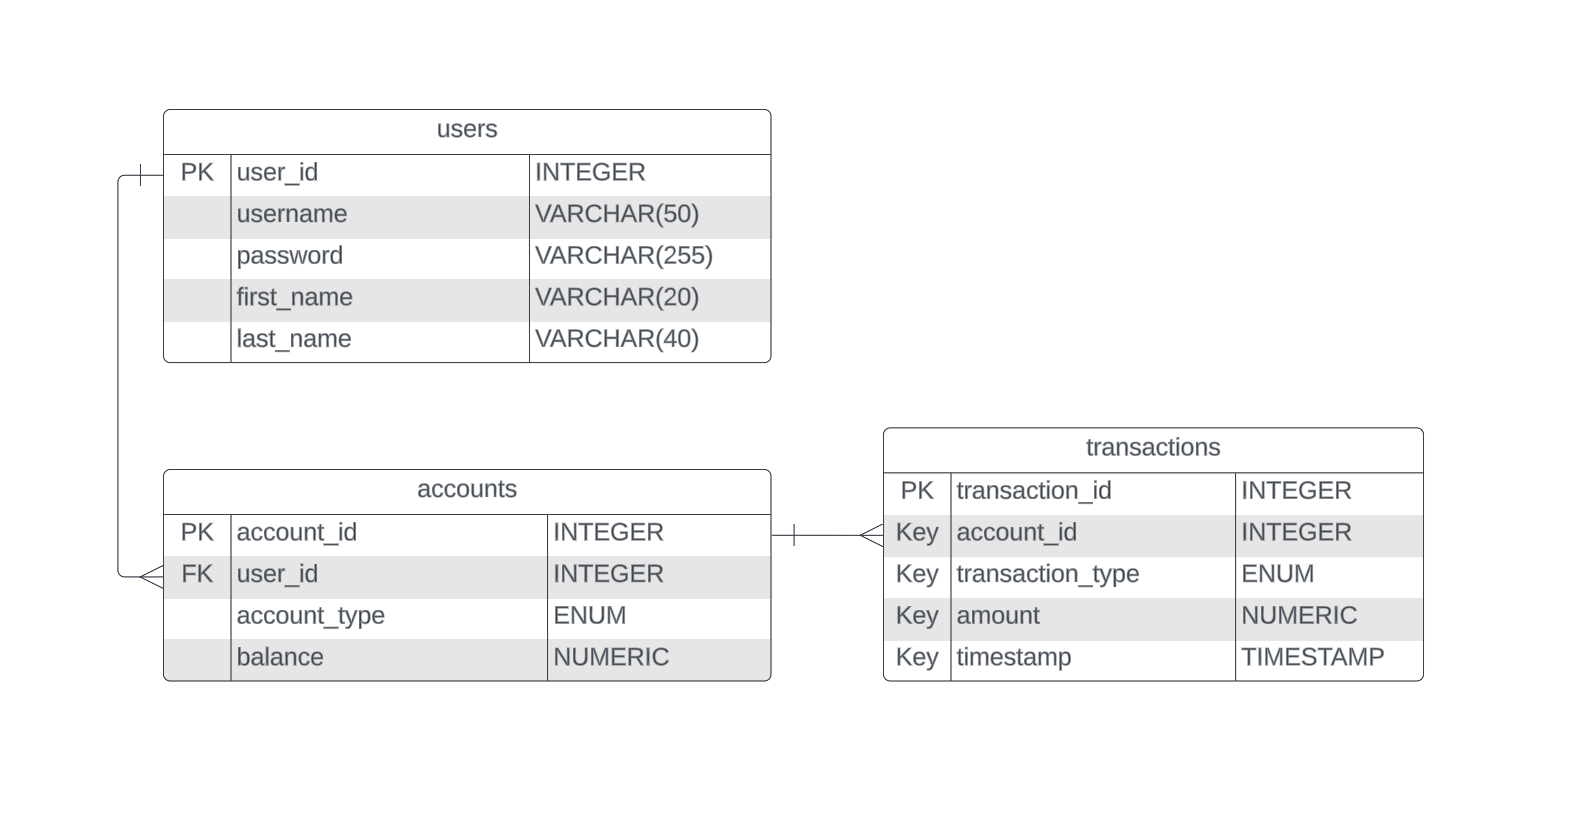 users
PK user_id INTEGER
username VARCHAR(50)
password VARCHAR(255)
first_name VARCHAR(20)
last_name VARCHAR(40)
accounts
PK account_id INTEGER
FK user_id INTEGER
account_type ENUM
balance NUMERIC
transactions
PK transaction_id INTEGER
Key account_id INTEGER
Key transaction_type ENUM
Key amount NUMERIC
Key timestamp TIMESTAMP